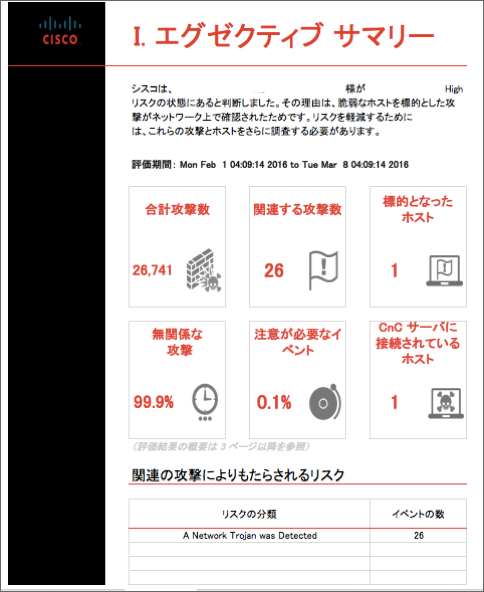 CISCO
I. エグゼクティブ サマリー
シスコは、 様が High
リスクの状態にあると判断しました。その理由は、脆弱なホストを標的とした攻
撃がネットワーク上で確認されたためです。リスクを軽減するために
は、これらの攻撃とホストをさらに調査する必要があります。
評価期間: Mon Feb 1 04:09:14 2016 to Tue Mar 8 04:09:14 2016
合計攻撃数
26,741
関連する攻撃数
26
標的となった
ホスト
1
無関係な
攻撃
99.9%
注意が必要なイ
ベント
0.1%
CnC サーバに
接続されている
ホスト
1
(評価結果の概要は 3 ページ以降を参照)
関連の攻撃によりもたらされるリスク
リスクの分類 イベントの数
A Network Trojan was Detected 26